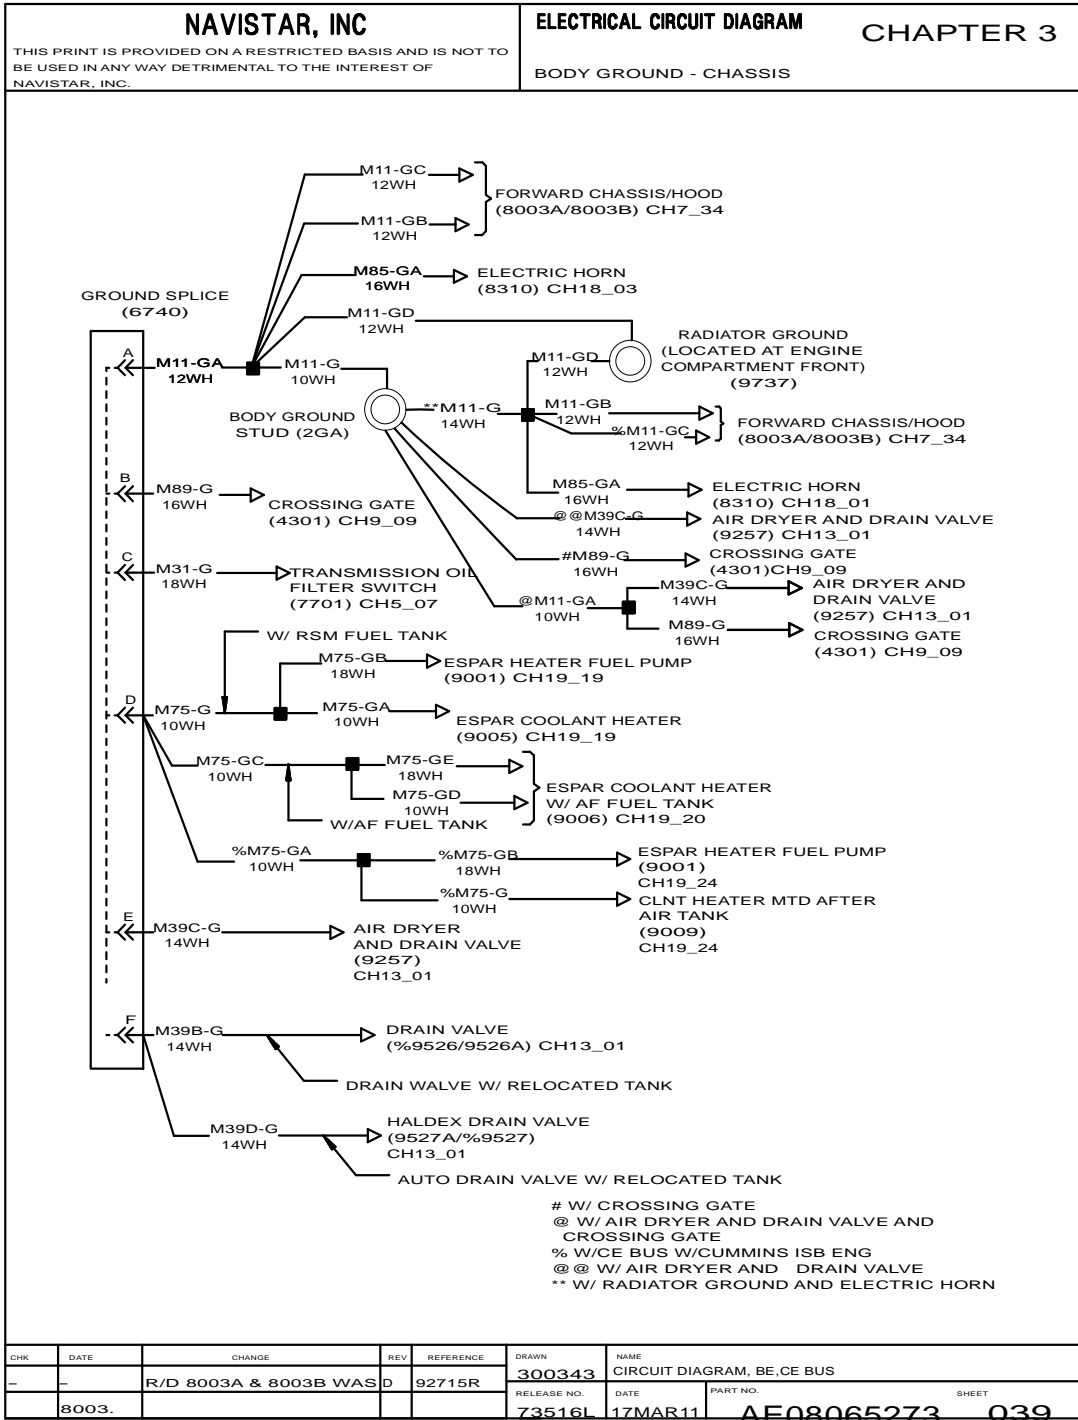 NAVISTAR, INC
THIS PRINT IS PROVIDED ON A RESTRICTED BASIS AND IS NOT TO
BE USED IN ANY WAY DETRIMENTAL TO THE INTEREST OF
NAVISTAR, INC.
ELECTRICAL CIRCUIT DIAGRAM
CHAPTER 3
BODY GROUND - CHASSIS
M11-GC
12WH
M11-GB
12WH
FORWARD CHASSIS/HOOD
(8003A/8003B) CH7_34
M85-GA
16WH
ELECTRIC HORN
(8310) CH18_03
GROUND SPLICE
(6740)
M11-GD
12WH
A
M11-GA
12WH
M11-G
10WH
RADIATOR GROUND
(LOCATED AT ENGINE
COMPARTMENT FRONT)
(9737)
M11-GD
12WH
BODY GROUND
STUD (2GA)
**M11-G
14WH
M11-GB
12WH
%M11-GC
12WH
FORWARD CHASSIS/HOOD
(8003A/8003B) CH7_34
B
M89-G
16WH
CROSSING GATE
(4301) CH9_09
M85-GA
16WH
ELECTRIC HORN
(8310) CH18_01
@@M39C-G
14WH
AIR DRYER AND DRAIN VALVE
(9257) CH13_01
C
M31-G
18WH
TRANSMISSION OIL
FILTER SWITCH
(7701) CH5_07
#M89-G
16WH
CROSSING GATE
(4301)CH9_09
@M11-GA
10WH
M39C-G
14WH
AIR DRYER AND
DRAIN VALVE
(9257) CH13_01
M89-G
16WH
CROSSING GATE
(4301) CH9_09
W/ RSM FUEL TANK
M75-GB
18WH
ESPAR HEATER FUEL PUMP
(9001) CH19_19
D
M75-G
10WH
M75-GA
10WH
ESPAR COOLANT HEATER
(9005) CH19_19
M75-GC
10WH
M75-GE
18WH
M75-GD
10WH
ESPAR COOLANT HEATER
W/ AF FUEL TANK
(9006) CH19_20
W/AF FUEL TANK
%M75-GA
10WH
%M75-GB
18WH
ESPAR HEATER FUEL PUMP
(9001)
CH19_24
%M75-G
10WH
CLNT HEATER MTD AFTER
AIR TANK
(9009)
CH19_24
E
M39C-G
14WH
AIR DRYER
AND DRAIN VALVE
(9257)
CH13_01
F
M39B-G
14WH
DRAIN VALVE
(%9526/9526A) CH13_01
DRAIN WALVE W/ RELOCATED TANK
M39D-G
14WH
HALDEX DRAIN VALVE
(9527A/%9527)
CH13_01
AUTO DRAIN VALVE W/ RELOCATED TANK
# W/ CROSSING GATE
@ W/ AIR DRYER AND DRAIN VALVE AND
CROSSING GATE
% W/CE BUS W/CUMMINS ISB ENG
@@ W/ AIR DRYER AND DRAIN VALVE
** W/ RADIATOR GROUND AND ELECTRIC HORN
CHK DATE CHANGE REV REFERENCE DRAWN NAME
– – R/D 8003A & 8003B WAS D 92715R 300343 CIRCUIT DIAGRAM, BE,CE BUS
8003. RELEASE NO. DATE PART NO. SHEET
73516L 17MAR11 AE08065273 039